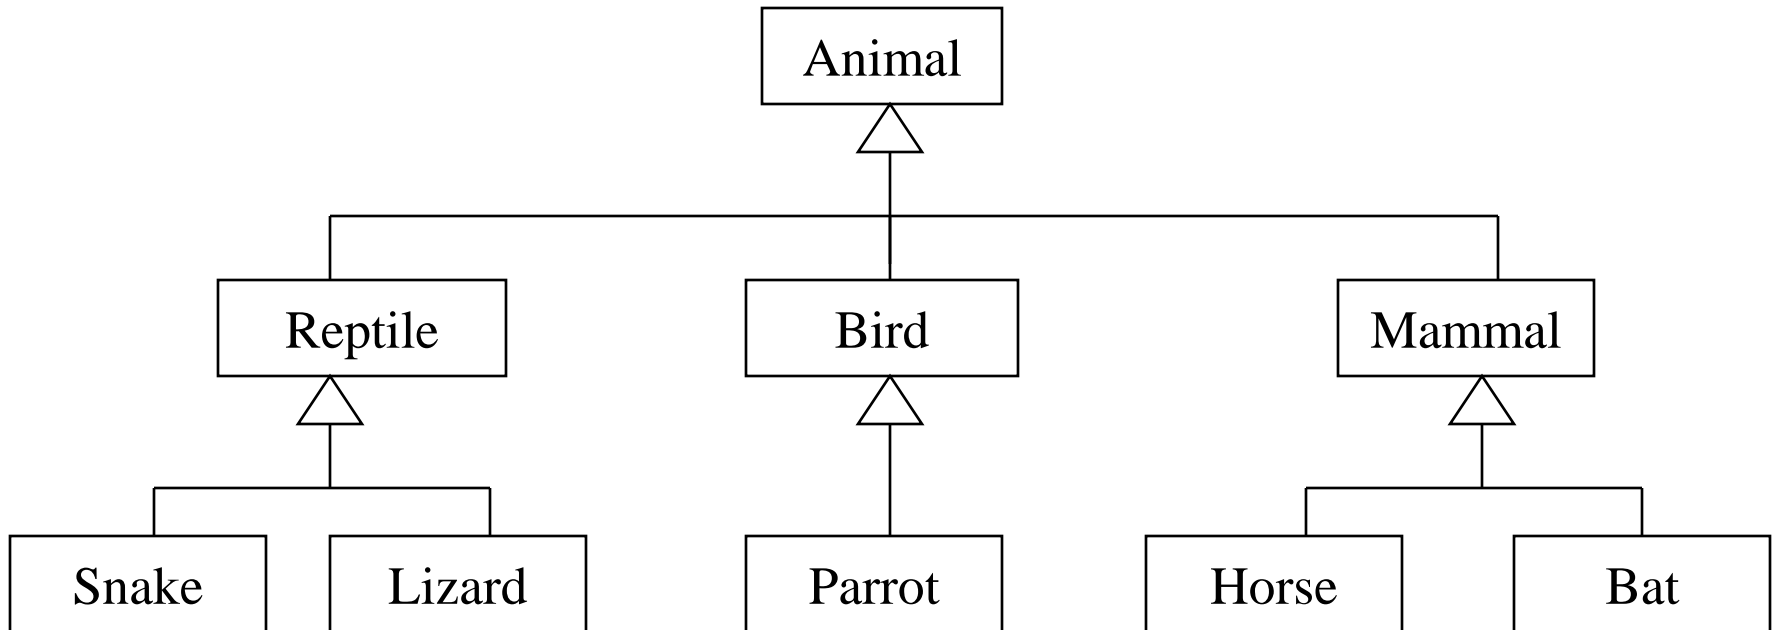 Animal
Reptile
Bird
Mammal
Snake
Lizard
Parrot
Horse
Bat